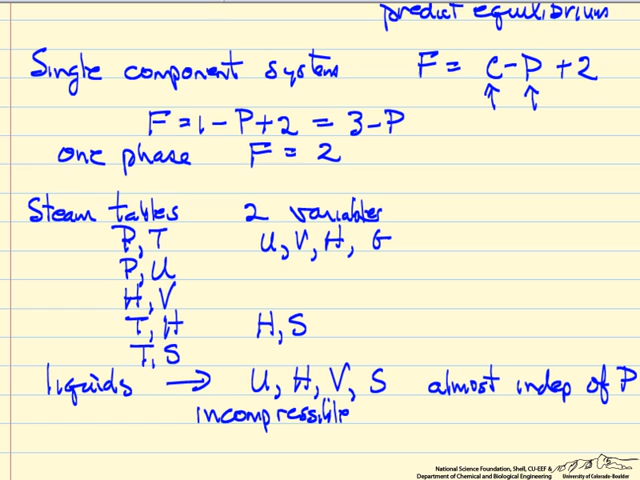 predict equilibrium
Single component system F = C - P + 2
F = 1 - P + 2 = 3 - P
one phase F = 2
Steam tables 2 variables
P, T U, V, H, G
P, U
H, V
T, H H, S
T, S
liquids → U, H, V, S almost indep of P
incompressible
National Science Foundation, Shell, CU-EEF &
Department of Chemical and Biological Engineering University of Colorado-Boulder